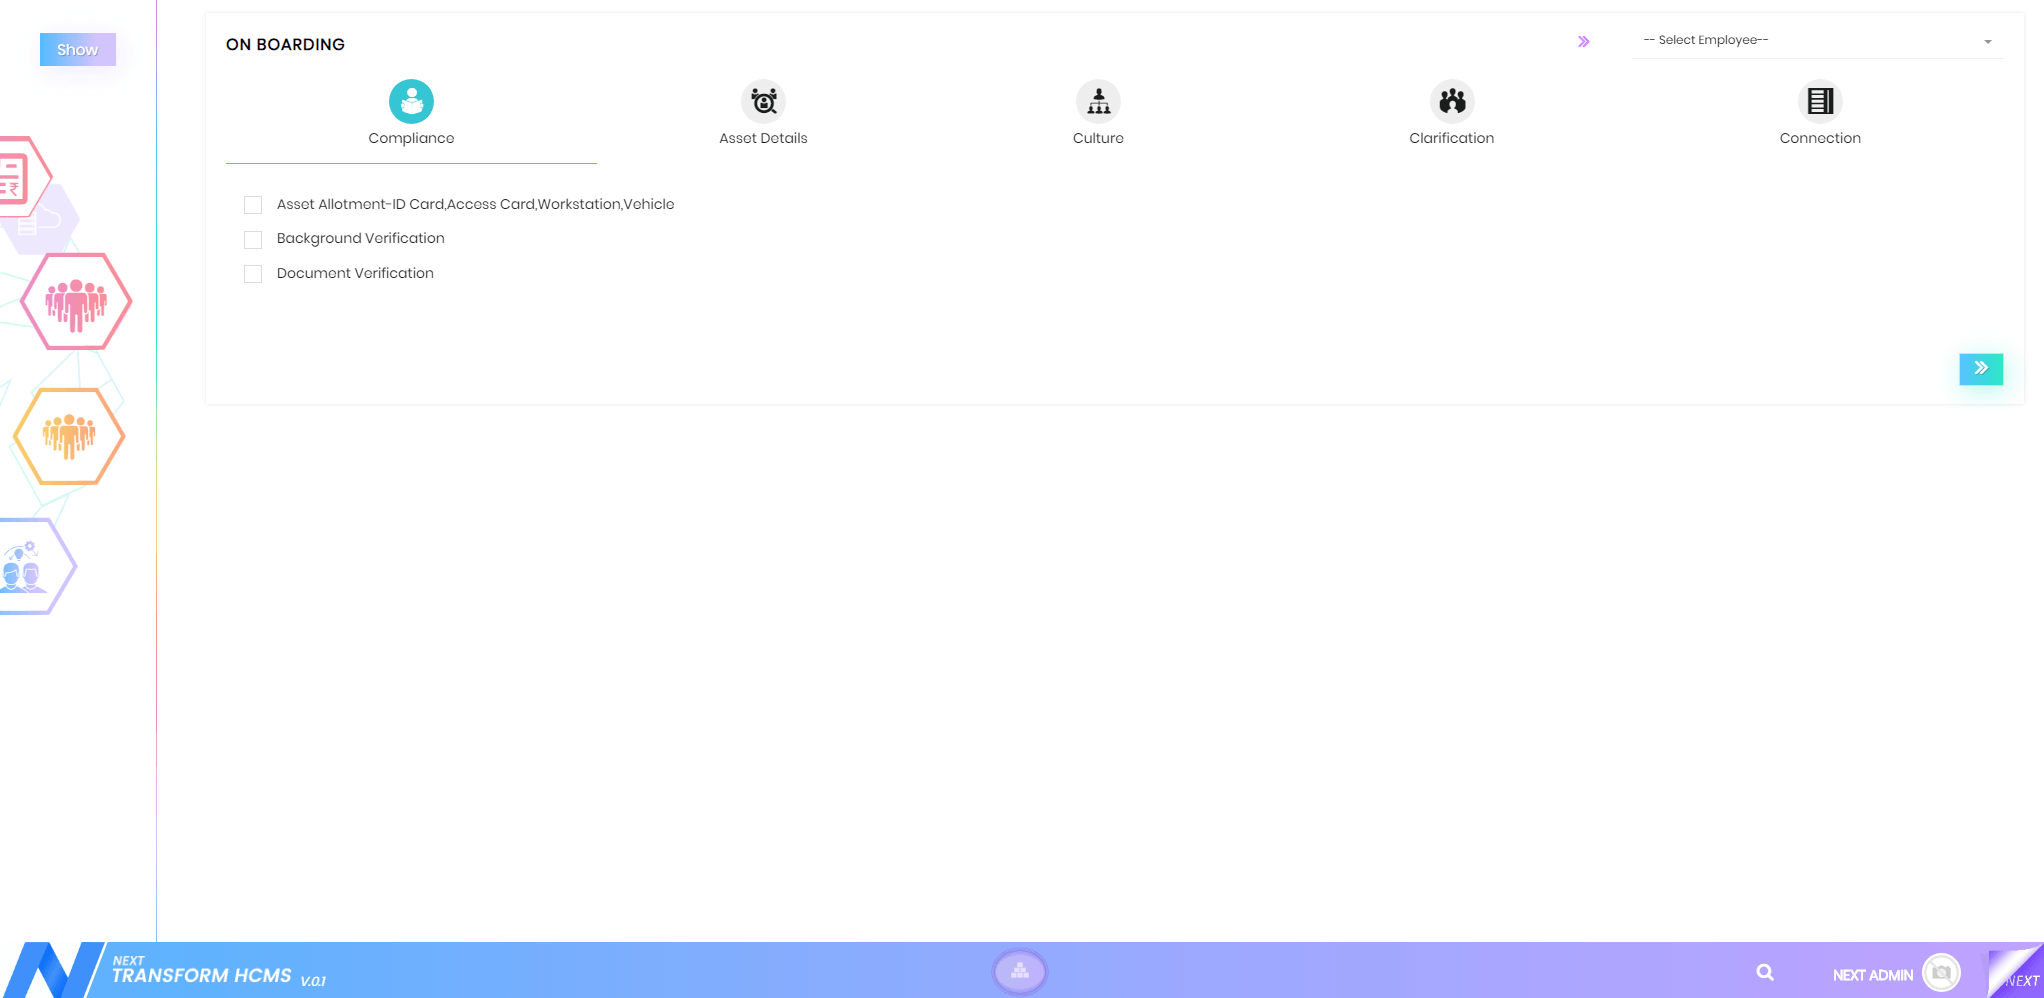 Show
ON BOARDING
-- Select Employee--
Compliance
Asset Details
Culture
Clarification
Connection
Asset Allotment-ID Card,Access Card,Workstation,Vehicle
Background Verification
Document Verification
NEXT
TRANSFORM HCMS V.0.1
NEXT ADMIN
NEXT